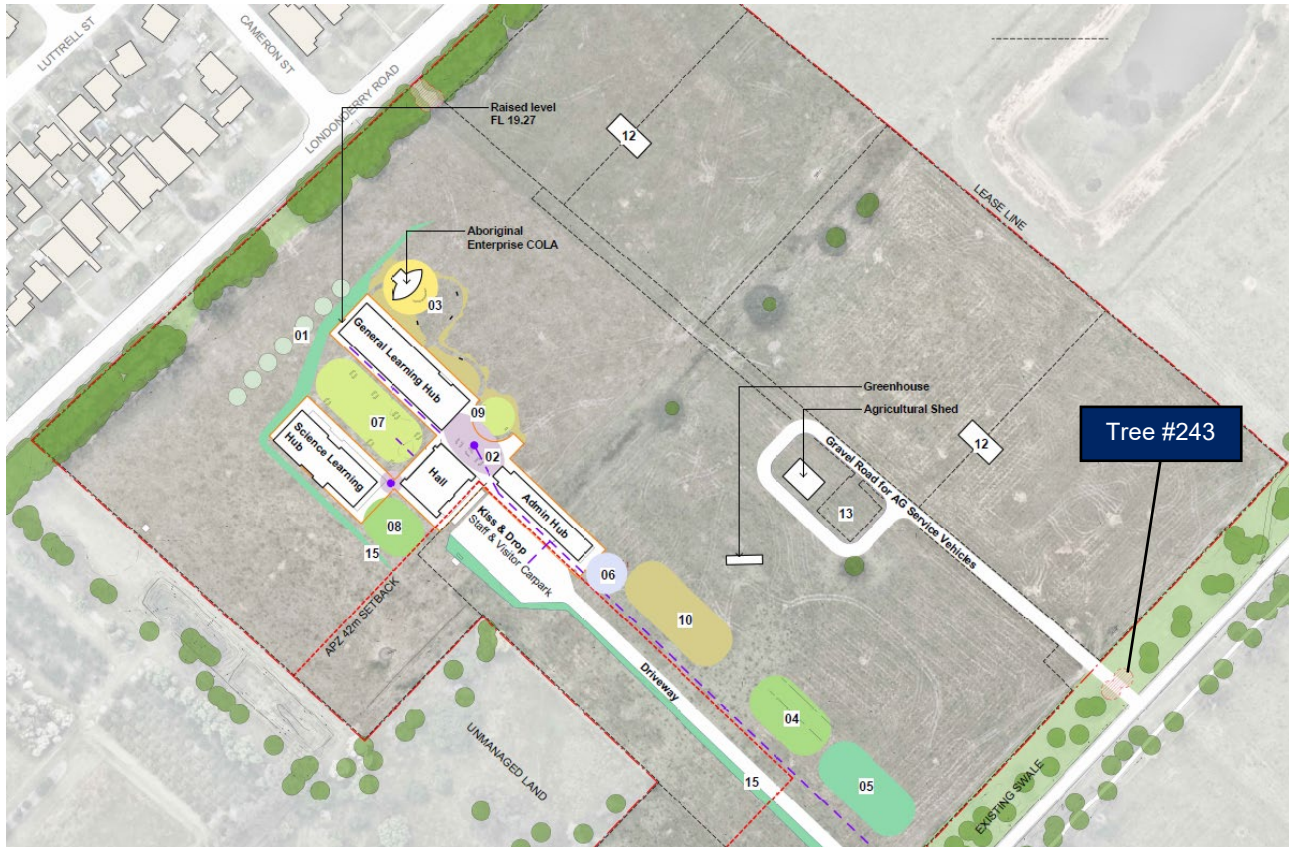 LUTTRELL ST
CAMERON ST
LONDONDERRY ROAD
Raised level
FL 19.27
12
LEASE LINE
Aboriginal
Enterprise COLA
03
01
General Learning Hub
07
09
02
Science Learning
Hub
Hall
08
15
Admin Hub
Kiss & Drop
Staff & Visitor Carpark
APZ 42m SETBACK
06
10
Greenhouse
Agricultural Shed
13
Gravel Road for AG Service Vehicles
12
Tree #243
Driveway
04
05
15
UNMANAGED LAND
EXISTING SWALE